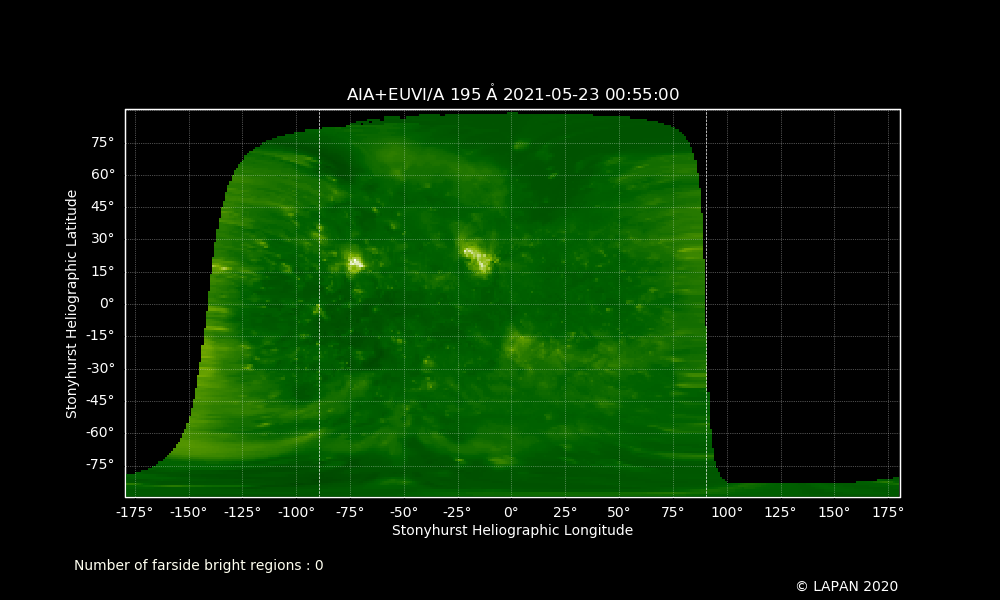 AIA+EUVI/A 195 Å 2021-05-23 00:55:00
Stonyhurst Heliographic Latitude
75°
60°
45°
30°
15°
0°
-15°
-30°
-45°
-60°
-75°
-175° -150° -125° -100° -75° -50° -25° 0° 25° 50° 75° 100° 125° 150° 175°
Stonyhurst Heliographic Longitude
Number of farside bright regions : 0
© LAPAN 2020